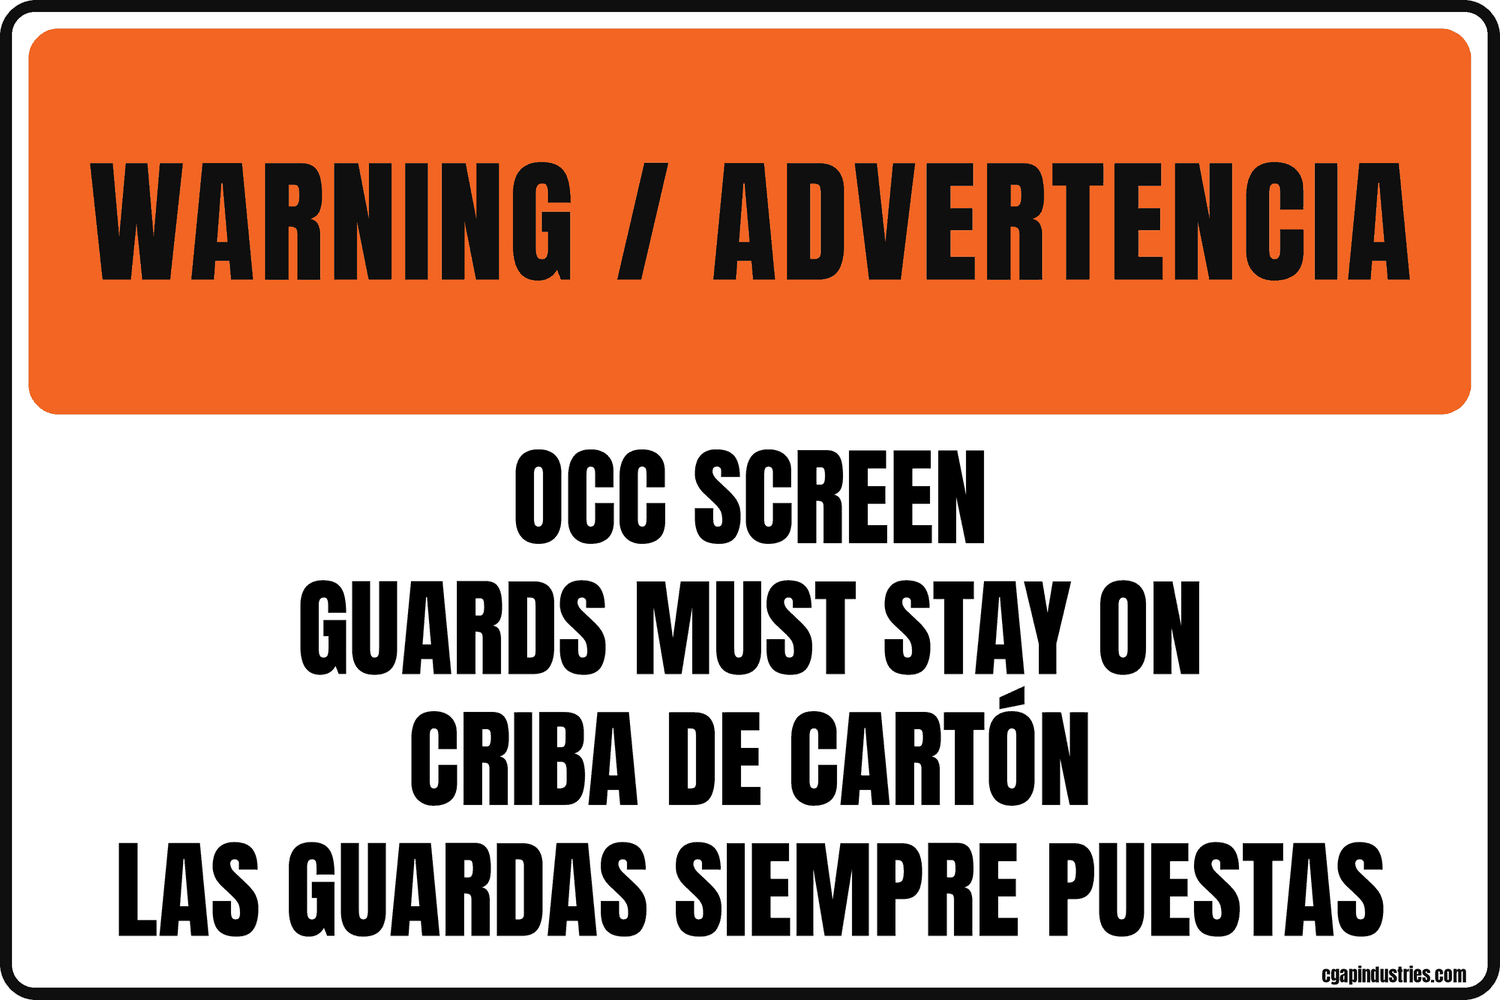 WARNING / ADVERTENCIA
OCC SCREEN
GUARDS MUST STAY ON
CRIBA DE CARTÓN
LAS GUARDAS SIEMPRE PUESTAS
cgapindustries.com